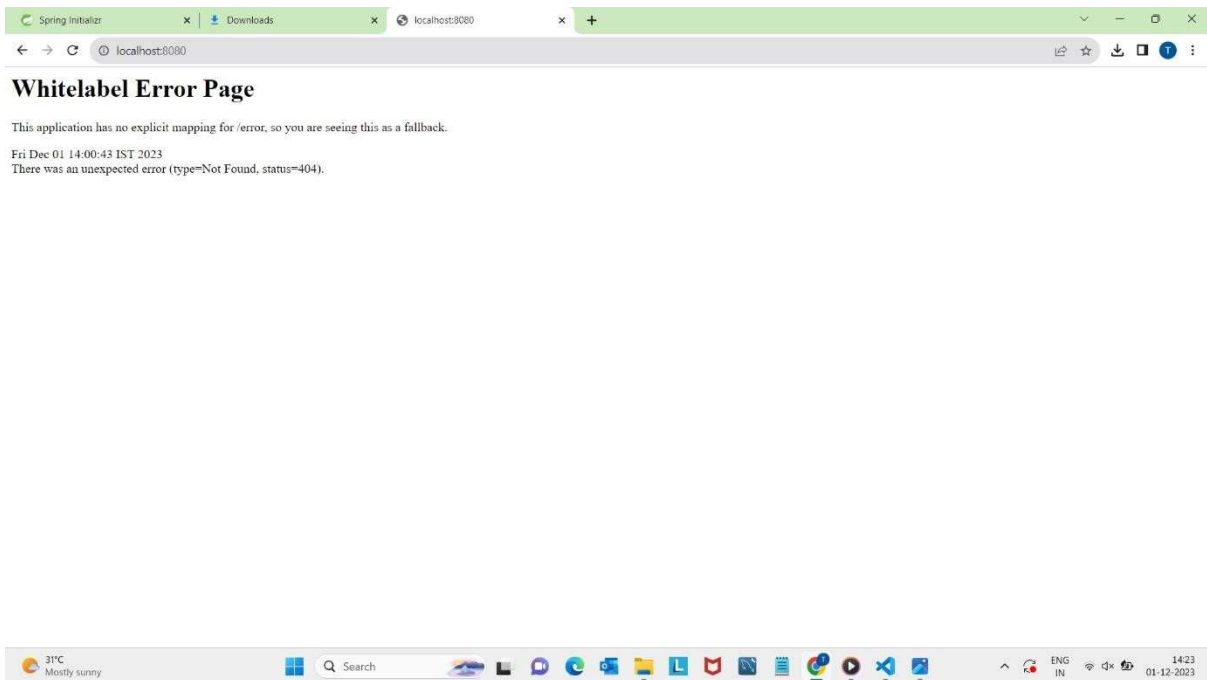 Spring Initializr
Downloads
localhost:8080
localhost:8080
T
Whitelabel Error Page
This application has no explicit mapping for /error, so you are seeing this as a fallback.
Fri Dec 01 14:00:43 IST 2023
There was an unexpected error (type=Not Found, status=404).
31°C
Mostly sunny
Search
L
ENG
IN
14:23
01-12-2023